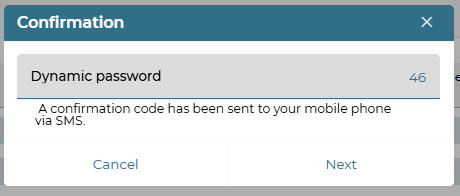 Confirmation
Dynamic password 46
A confirmation code has been sent to your mobile phone
via SMS.
Cancel Next